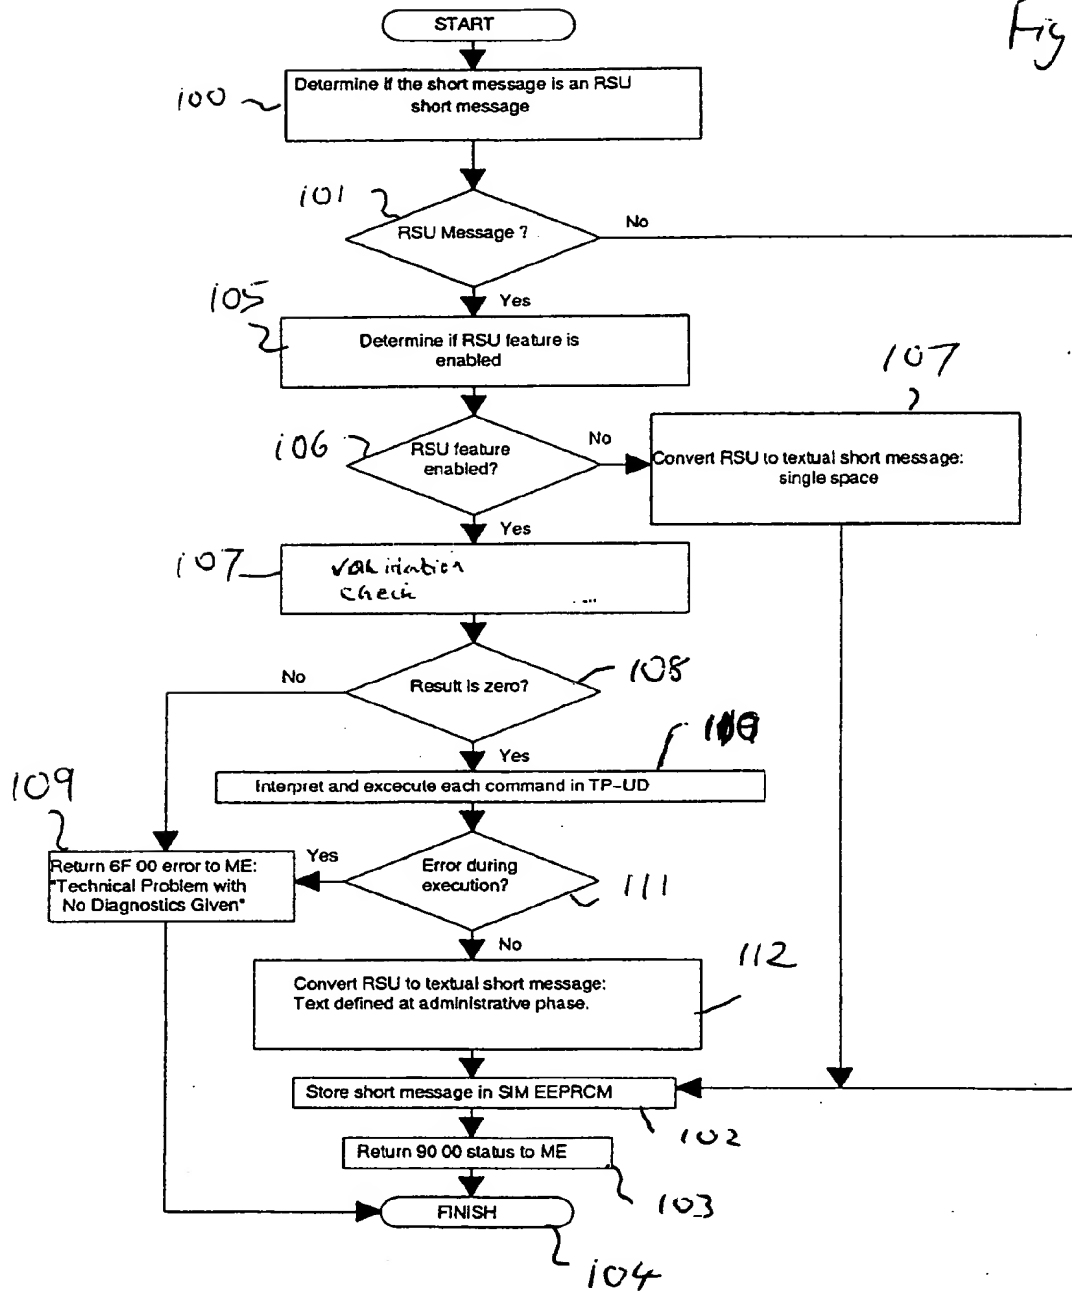 START
Fig
100
Determine if the short message is an RSU
short message
101
RSU Message ?
No
Yes
105
Determine if RSU feature is
enabled
107
106
RSU feature
enabled?
No
Convert RSU to textual short message:
single space
Yes
107
check
No
Result is zero?
108
Yes
Interpret and excecute each command in TP-UD
109
Return 6F 00 error to ME:
"Technical Problem with
No Diagnostics Given"
Yes
Error during
execution?
111
No
Convert RSU to textual short message:
Text defined at administrative phase.
112
Store short message in SIM EEPRCM
102
Return 90 00 status to ME
103
FINISH
104